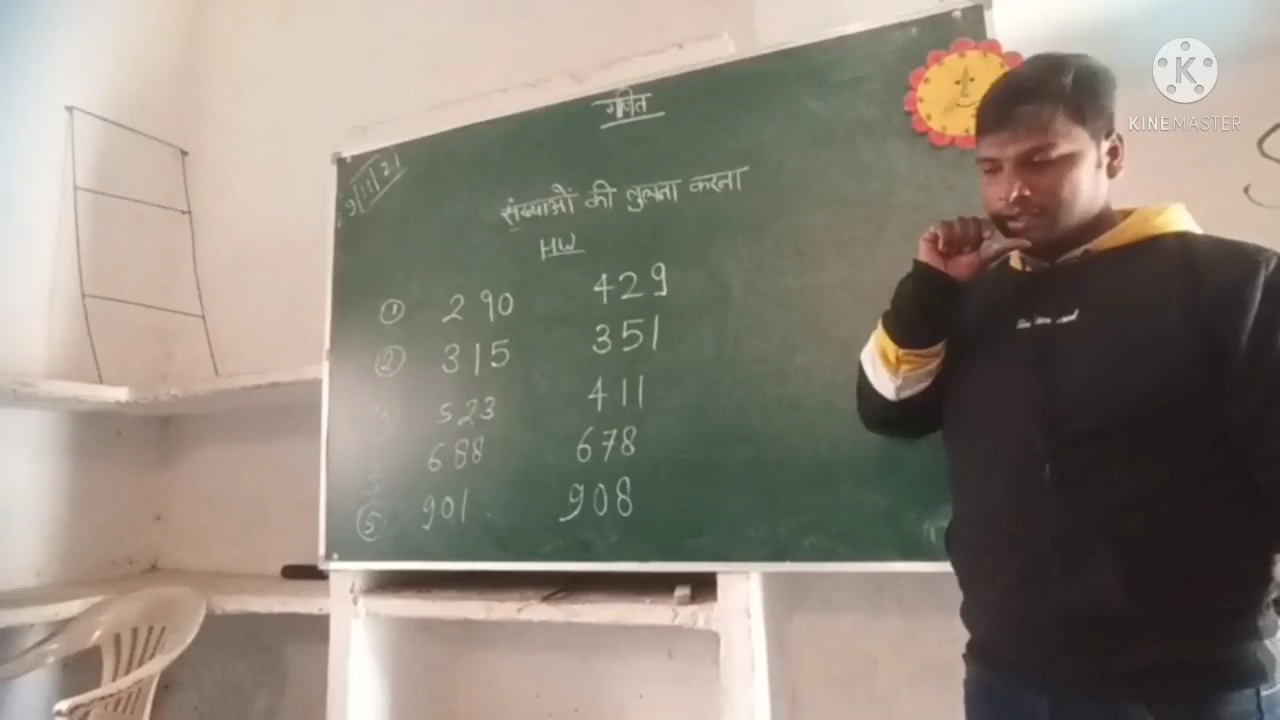 गणित
9/11/21
संख्याओं की तुलना करना
HW
① 290 429
② 315 351
523 411
688 678
⑤ 901 908
KINEMASTER